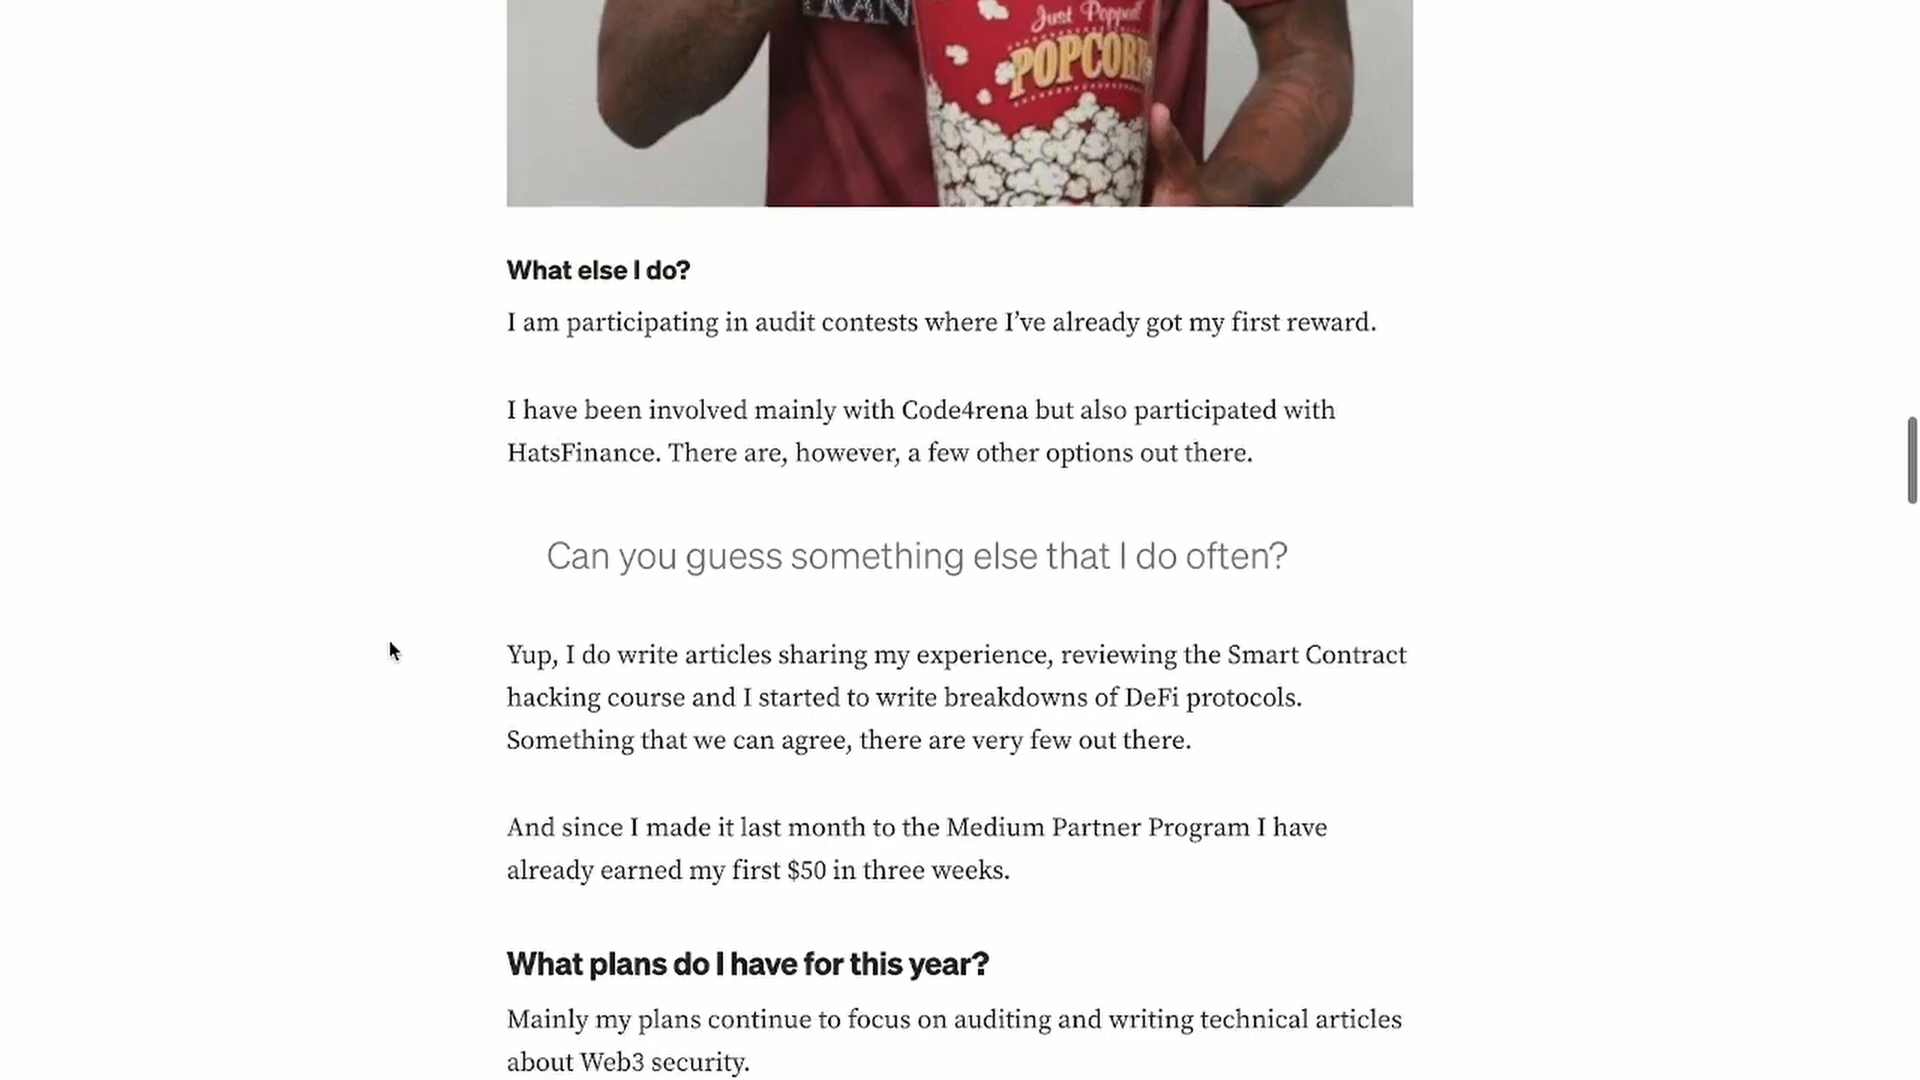 Just Popped
POPCORN
What else I do?
I am participating in audit contests where I’ve already got my first reward.
I have been involved mainly with Code4rena but also participated with
HatsFinance. There are, however, a few other options out there.
Can you guess something else that I do often?
Yup, I do write articles sharing my experience, reviewing the Smart Contract
hacking course and I started to write breakdowns of DeFi protocols.
Something that we can agree, there are very few out there.
And since I made it last month to the Medium Partner Program I have
already earned my first $50 in three weeks.
What plans do I have for this year?
Mainly my plans continue to focus on auditing and writing technical articles
about Web3 security.